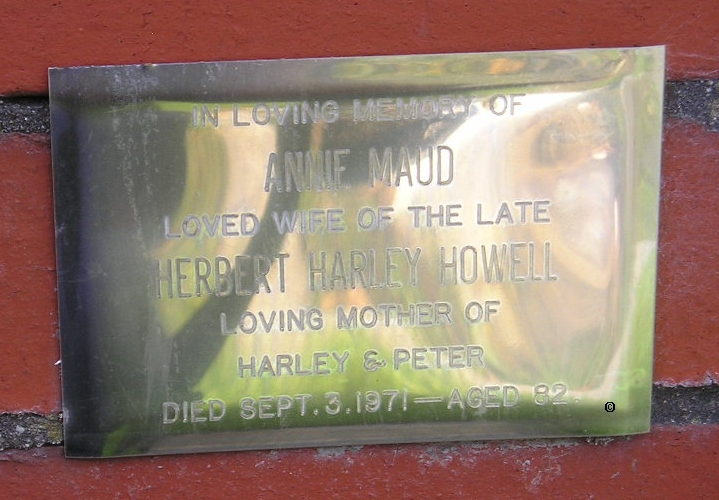 IN LOVING MEMORY OF
ANNIE MAUD
LOVED WIFE OF THE LATE
HERBERT HARLEY HOWELL
LOVING MOTHER OF
HARLEY & PETER
DIED SEPT. 3. 1971 — AGED 82.
©